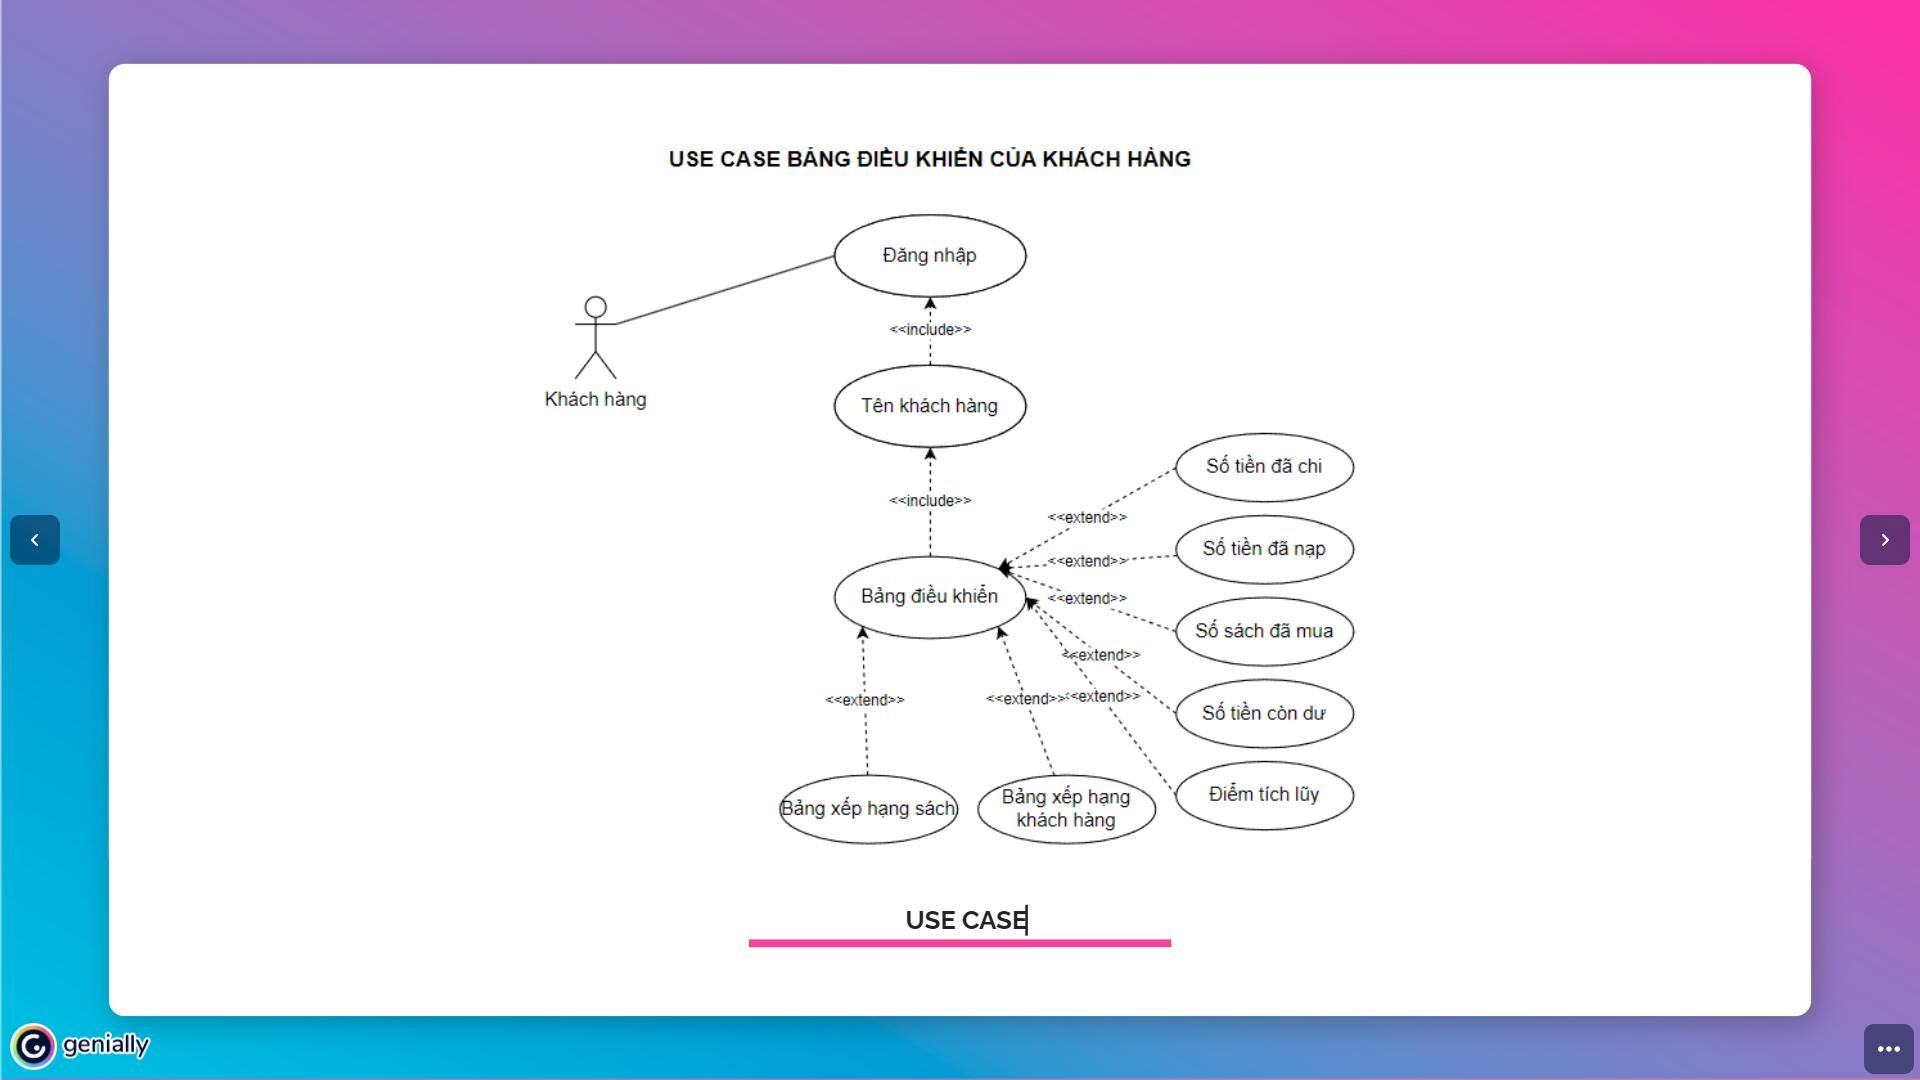 USE CASE BẢNG ĐIỀU KHIỂN CỦA KHÁCH HÀNG
Đăng nhập
<<include>>
Khách hàng
Tên khách hàng
<<include>>
Số tiền đã chi
<<extend>>
Số tiền đã nạp
<<extend>>
Bảng điều khiển
<<extend>>
Số sách đã mua
<<extend>>
<<extend>>
<<extend>>
<<extend>>
Số tiền còn dư
Bảng xếp hạng sách
Bảng xếp hạng
khách hàng
Điểm tích lũy
USE CASE
genially